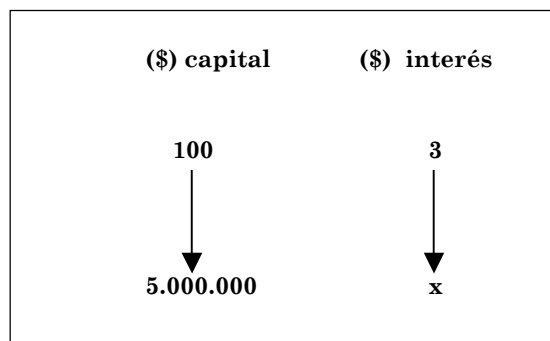 ($) capital ($) interés
100 3
5.000.000 x